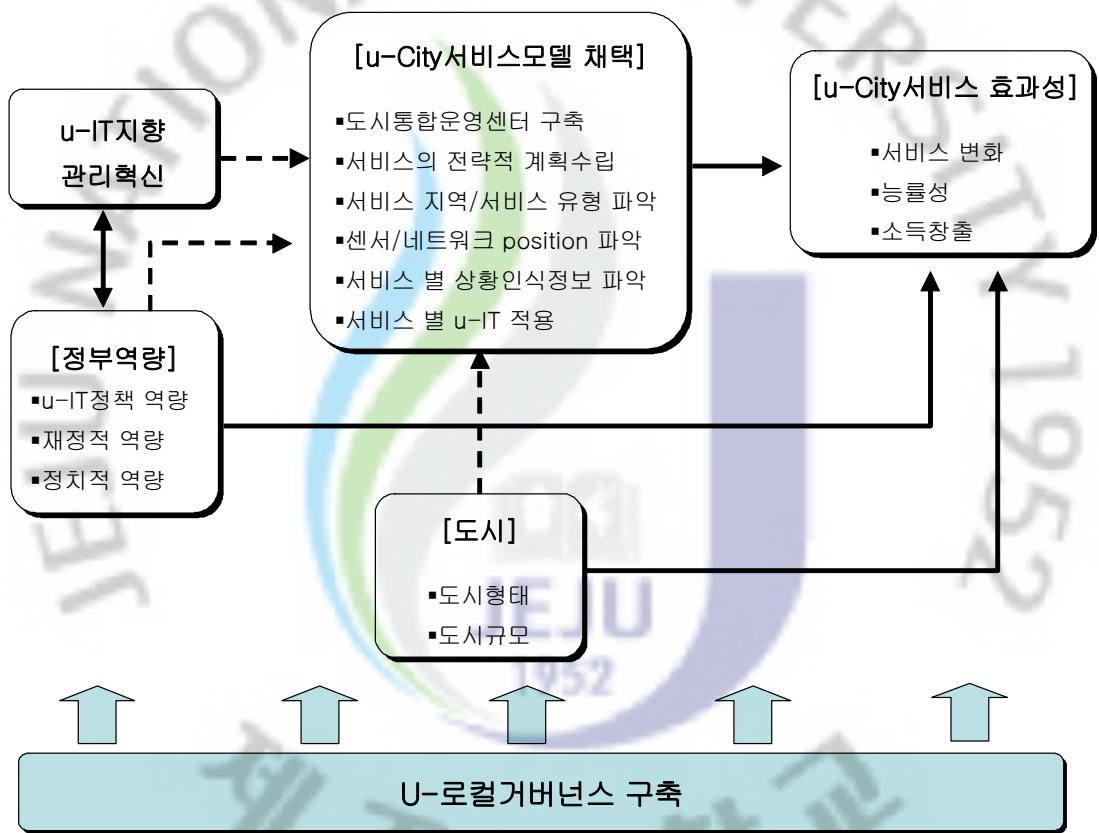 [u-City서비스모델 채택]
▪도시통합운영센터 구축
▪서비스의 전략적 계획수립
▪서비스 지역/서비스 유형 파악
▪센서/네트워크 position 파악
▪서비스 별 상황인식정보 파악
▪서비스 별 u-IT 적용
[u-City서비스 효과성]
▪서비스 변화
▪능률성
▪소득창출
u-IT지향
관리혁신
[정부역량]
▪u-IT정책 역량
▪재정적 역량
▪정치적 역량
[도시]
▪도시형태
▪도시규모
U-로컬거버넌스 구축
JEJU
1952
JEJU NATIONAL UNIVERSITY 1952